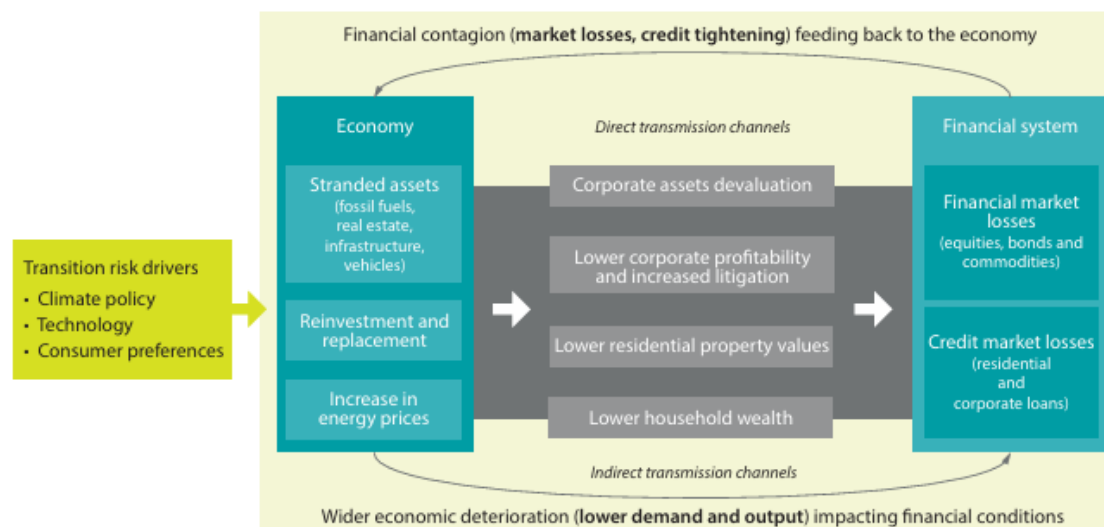 Financial contagion (market losses, credit tightening) feeding back to the economy
Economy
Direct transmission channels
Financial system
Stranded assets
(fossil fuels,
real estate,
infrastructure,
vehicles)
Reinvestment and
replacement
Increase in
energy prices
Corporate assets devaluation
Lower corporate profitability
and increased litigation
Lower residential property values
Lower household wealth
Financial market
losses
(equities, bonds and
commodities)
Credit market losses
(residential
and
corporate loans)
Transition risk drivers
• Climate policy
• Technology
• Consumer preferences
Indirect transmission channels
Wider economic deterioration (lower demand and output) impacting financial conditions